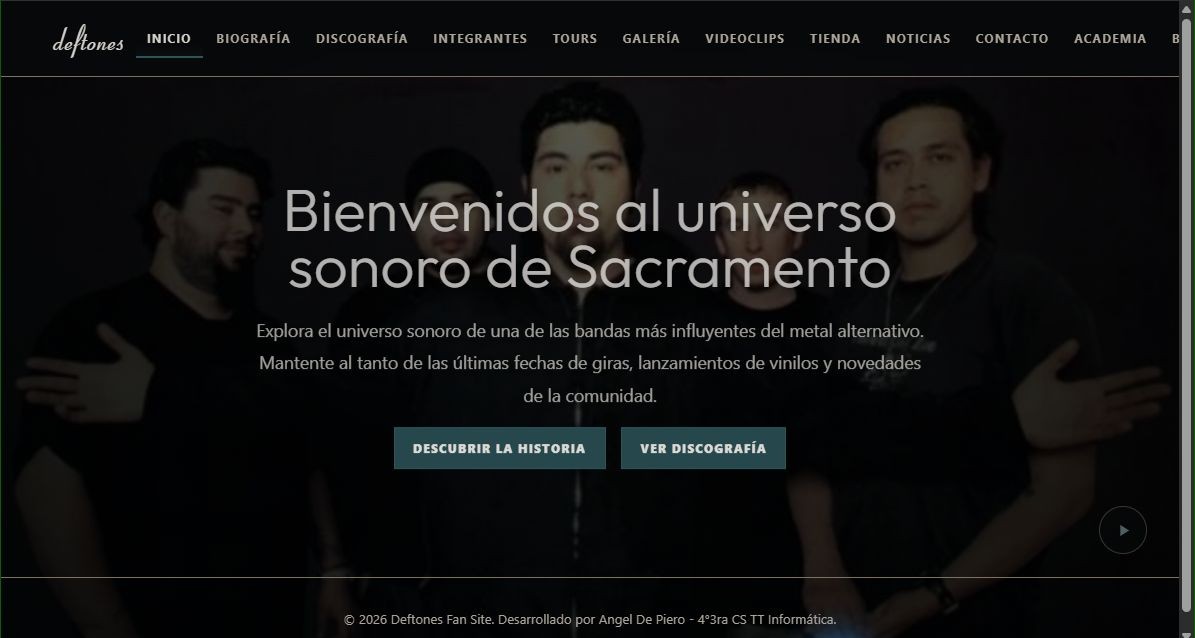 deftones INICIO BIOGRAFÍA DISCOGRAFÍA INTEGRANTES TOURS GALERÍA VIDEOCLIPS TIENDA NOTICIAS CONTACTO ACADEMIA
Bienvenidos al universo
sonoro de Sacramento
Explora el universo sonoro de una de las bandas más influyentes del metal alternativo.
Mantente al tanto de las últimas fechas de giras, lanzamientos de vinilos y novedades
de la comunidad.
DESCUBRIR LA HISTORIA VER DISCOGRAFÍA
© 2026 Deftones Fan Site. Desarrollado por Angel De Piero - 4°3ra CS TT Informática.